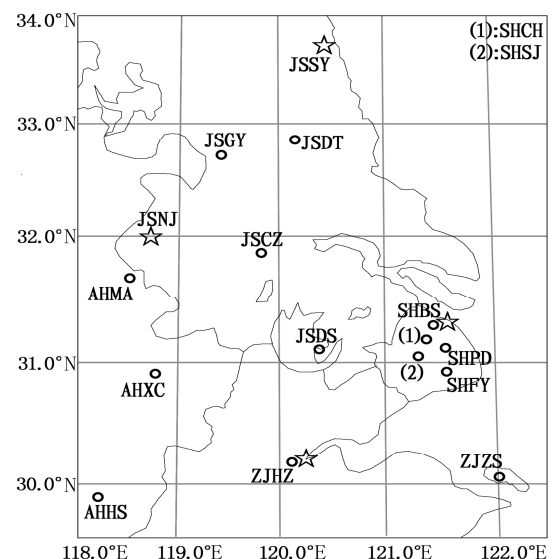 34.0°N
(1):SHCH
(2):SHSJ
JSSY
33.0°N
JSGY
JSDT
JSNJ
32.0°N
JSCZ
AHMA
SHBS
(1)
JSDS
31.0°N
SHPD
(2)
AHXC
SHFY
ZJHZ
ZJZS
30.0°N
AHHS
118.0°E 119.0°E 120.0°E 121.0°E 122.0°E